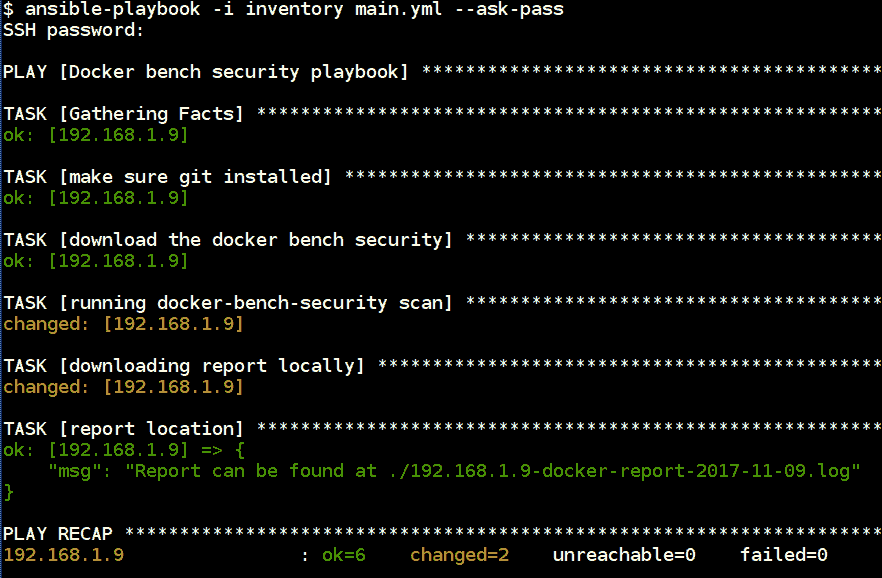 $ ansible-playbook -i inventory main.yml --ask-pass
SSH password:
PLAY [Docker bench security playbook] ******************************************
TASK [Gathering Facts] *********************************************************
ok: [192.168.1.9]
TASK [make sure git installed] *************************************************
ok: [192.168.1.9]
TASK [download the docker bench security] **************************************
ok: [192.168.1.9]
TASK [running docker-bench-security scan] **************************************
changed: [192.168.1.9]
TASK [downloading report locally] **********************************************
changed: [192.168.1.9]
TASK [report location] *********************************************************
ok: [192.168.1.9] => {
    "msg": "Report can be found at ./192.168.1.9-docker-report-2017-11-09.log"
}
PLAY RECAP *********************************************************************
192.168.1.9                : ok=6    changed=2    unreachable=0    failed=0